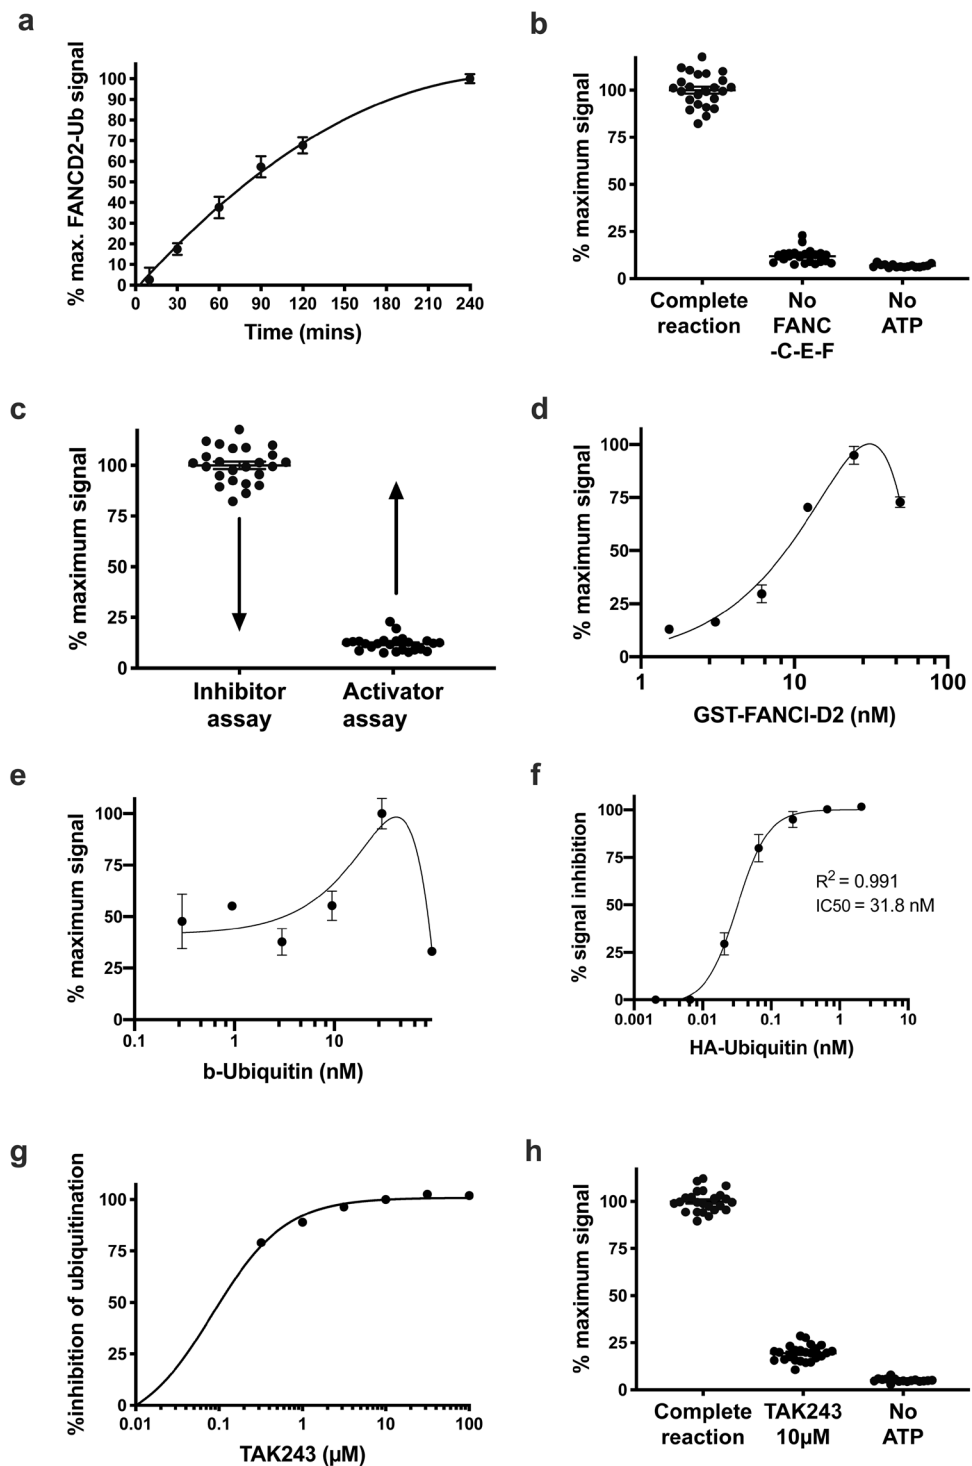 a
% max. FANCD2-Ub signal
100
90
80
70
60
50
40
30
20
10
0
0 30 60 90 120 150 180 210 240
Time (mins)
b
% maximum signal
100
75
50
25
0
Complete reaction
No FANC -C-E-F
No ATP
c
% maximum signal
100
75
50
25
0
Inhibitor assay
Activator assay
d
% maximum signal
100
75
50
25
0
1 10 100
GST-FANCI-D2 (nM)
e
% maximum signal
100
75
50
25
0
0.1 1 10
b-Ubiquitin (nM)
f
% signal inhibition
100
75
50
25
0
R2 = 0.991
IC50 = 31.8 nM
0.001 0.01 0.1 1 10
HA-Ubiquitin (nM)
g
%inhibition of ubiquitination
100
75
50
25
0
0.01 0.1 1 10 100
TAK243 (µM)
h
% maximum signal
100
75
50
25
0
Complete reaction
TAK243 10µM
No ATP